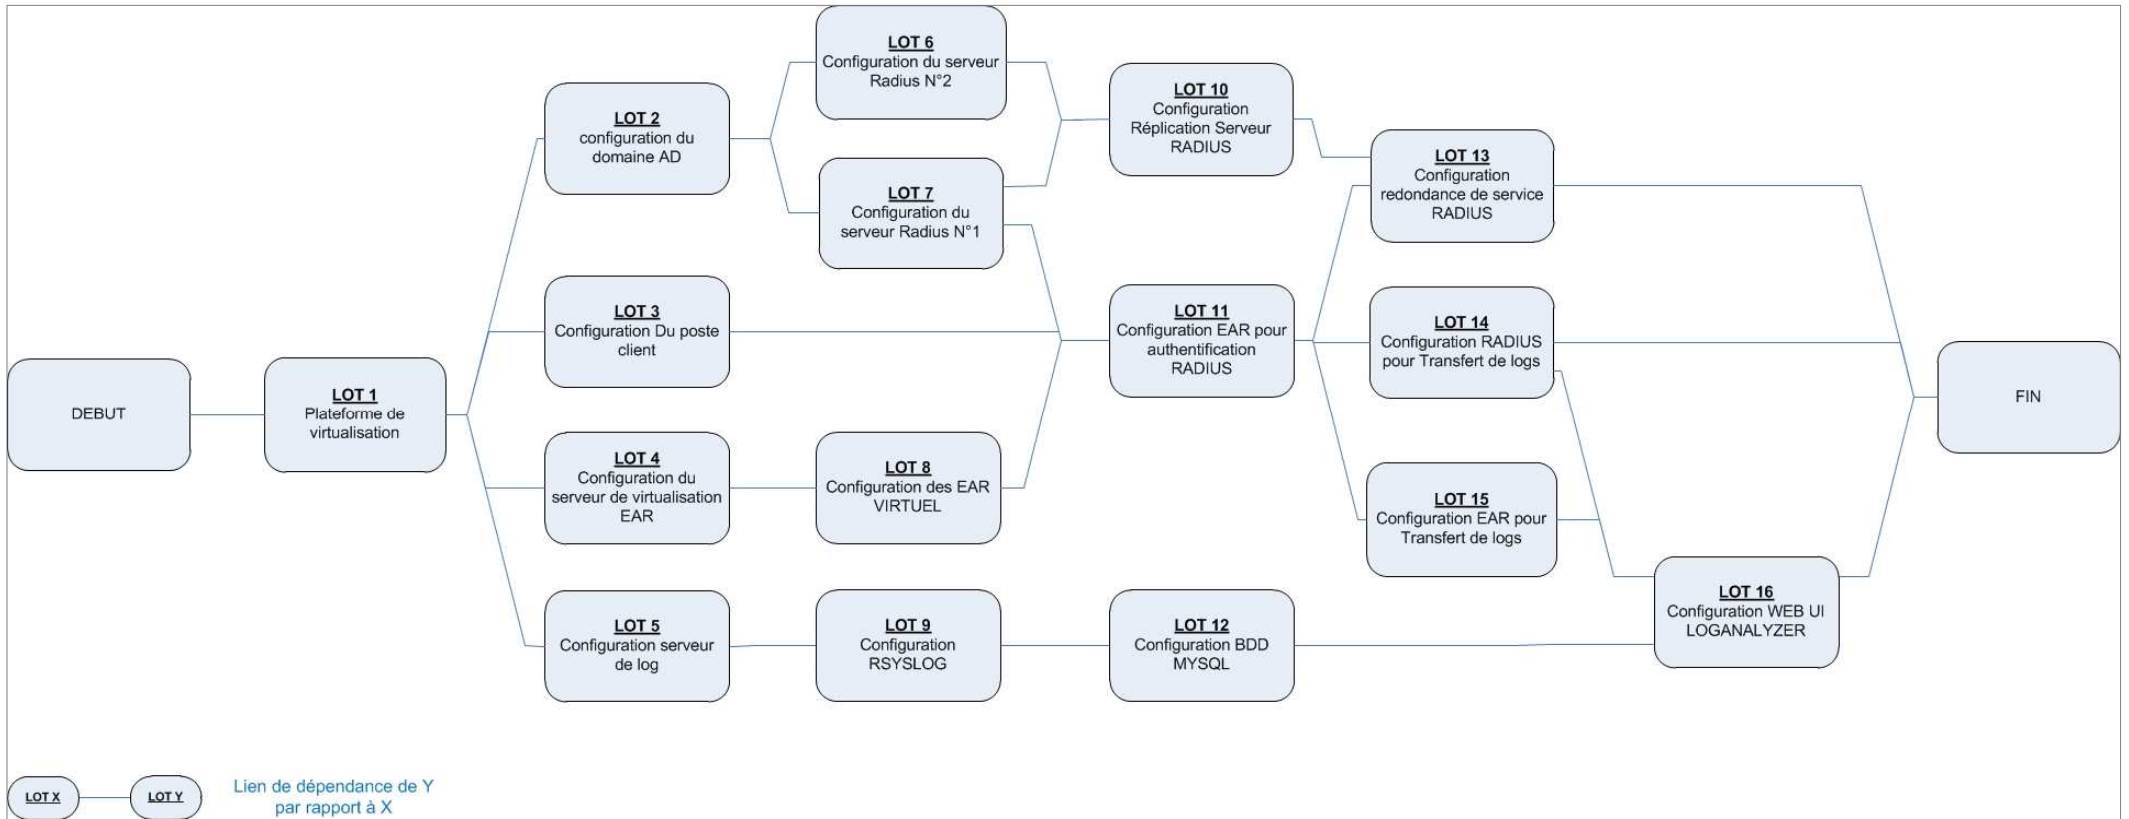 DEBUT
LOT 1
Plateforme de
virtualisation
LOT 2
configuration du
domaine AD
LOT 3
Configuration Du poste
client
LOT 4
Configuration du
serveur de virtualisation
EAR
LOT 5
Configuration serveur
de log
LOT 6
Configuration du serveur
Radius N°2
LOT 7
Configuration du
serveur Radius N°1
LOT 8
Configuration des EAR
VIRTUEL
LOT 9
Configuration
RSYSLOG
LOT 10
Configuration
Réplication Serveur
RADIUS
LOT 11
Configuration EAR pour
authentification
RADIUS
LOT 12
Configuration BDD
MYSQL
LOT 13
Configuration
redondance de service
RADIUS
LOT 14
Configuration RADIUS
pour Transfert de logs
LOT 15
Configuration EAR pour
Transfert de logs
LOT 16
Configuration WEB UI
LOGANALYZER
FIN
LOT X
LOT Y
Lien de dépendance de Y
par rapport à X